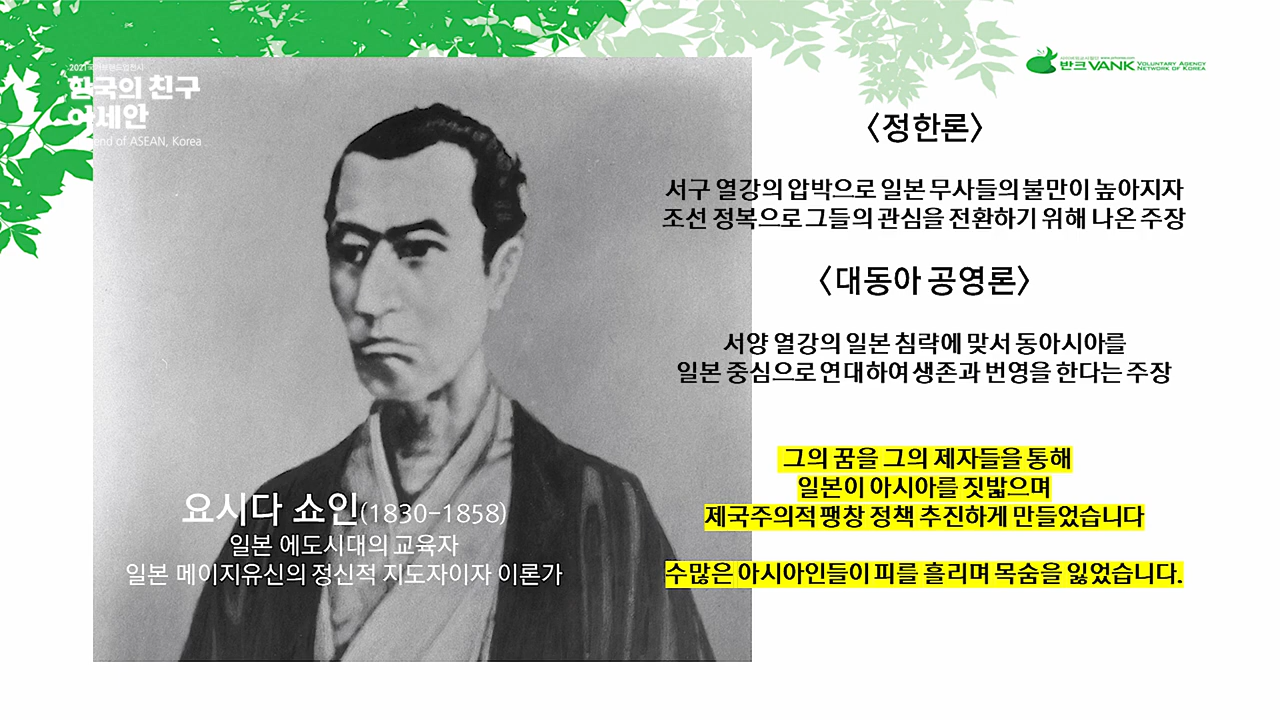 2021 국가브랜드업 전시
한국의 친구
아세안
end of ASEAN, Korea
반크 VANK VOLUNTARY AGENCY
NETWORK OF KOREA
<정한론>
서구 열강의 압박으로 일본 무사들의 불만이 높아지자
조선 정복으로 그들의 관심을 전환하기 위해 나온 주장
<대동아 공영론>
서양 열강의 일본 침략에 맞서 동아시아를
일본 중심으로 연대하여 생존과 번영을 한다는 주장
그의 꿈을 그의 제자들을 통해
일본이 아시아를 짓밟으며
제국주의적 팽창 정책 추진하게 만들었습니다
수많은 아시아인들이 피를 흘리며 목숨을 잃었습니다.
요시다 쇼인(1830-1858)
일본 에도시대의 교육자
일본 메이지유신의 정신적 지도자이자 이론가